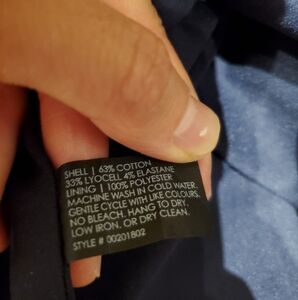 SHELL | 63% COTTON
33% LYOCELL 4% ELASTANE
LINING | 100% POLYESTER
MACHINE WASH IN COLD WATER.
GENTLE CYCLE WITH LIKE COLOURS.
NO BLEACH. HANG TO DRY.
LOW IRON. OR DRY CLEAN.
STYLE # 00201802